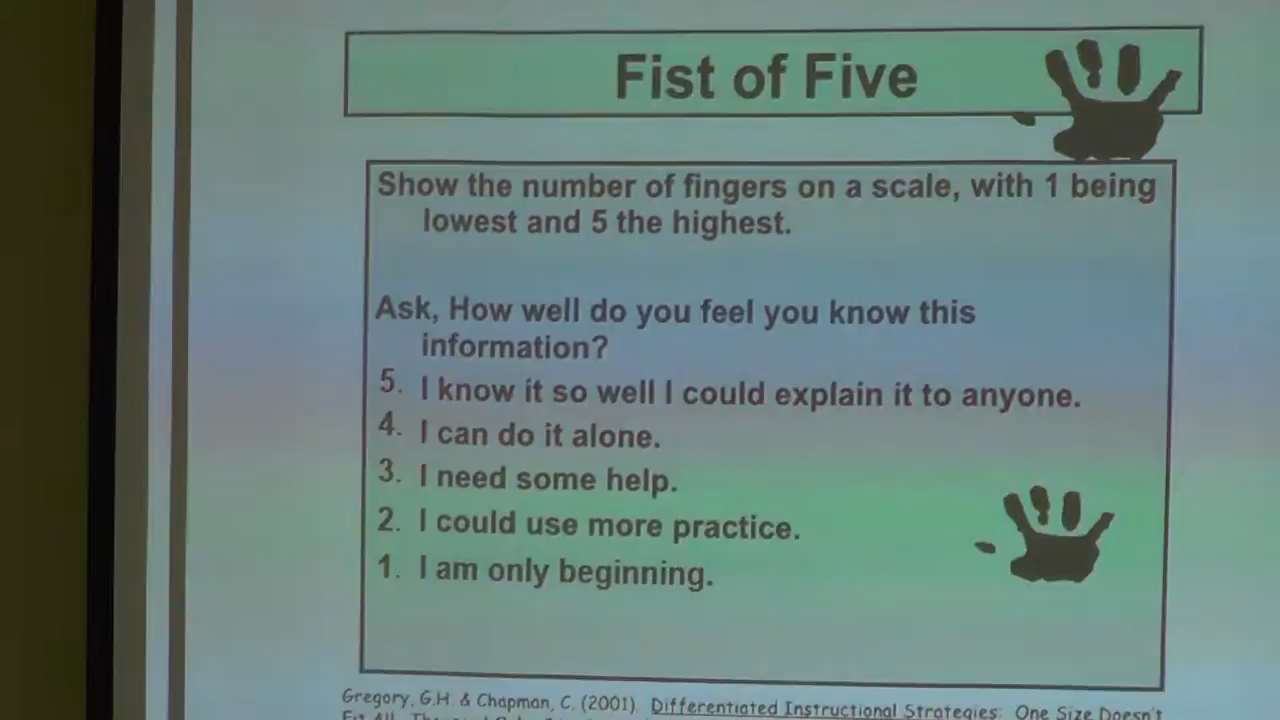 Fist of Five
Show the number of fingers on a scale, with 1 being
lowest and 5 the highest.
Ask, How well do you feel you know this
information?
5. I know it so well I could explain it to anyone.
4. I can do it alone.
3. I need some help.
2. I could use more practice.
1. I am only beginning.
Gregory, G.H. & Chapman, C. (2001). Differentiated Instructional Strategies: One Size Doesn't
Fit All.